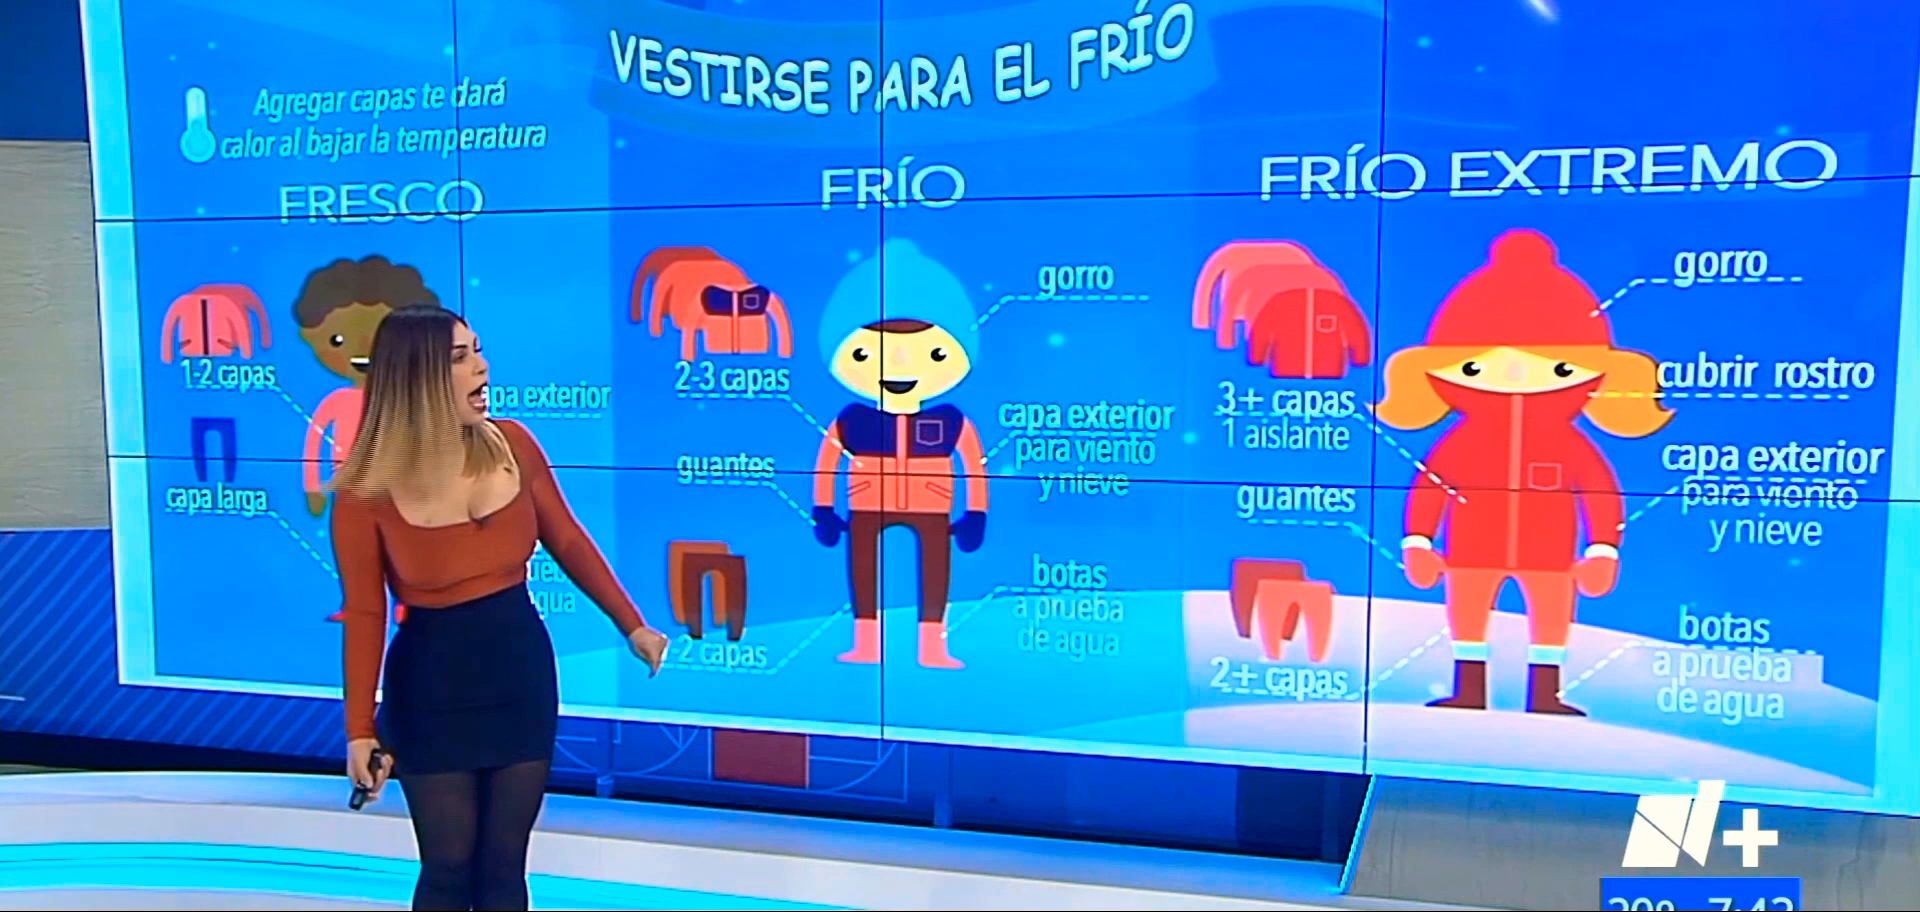 VESTIRSE PARA EL FRÍO
Agregar capas te dará
calor al bajar la temperatura
FRESCO
1-2 capas
capa larga
pa exterior
gua
FRÍO
2-3 capas
guantes
-2 capas
gorro
capa exterior
para viento
y nieve
botas
a prueba
de agua
FRÍO EXTREMO
3+ capas
1 aislante
guantes
2+ capas
gorro
cubrir rostro
capa exterior
para viento
y nieve
botas
a prueba
de agua
N+